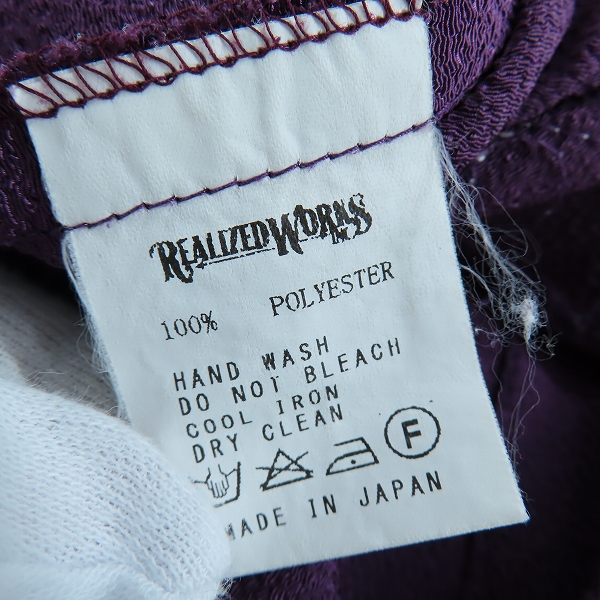 REALIZED WORKS
INC.
100% POLYESTER
HAND WASH
DO NOT BLEACH
COOL IRON
DRY CLEAN
F
MADE IN JAPAN